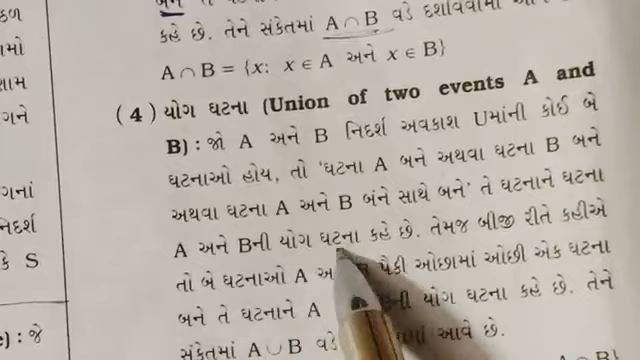 કહે છે. તેને સંકેતમાં A ∩ B વડે દર્શાવવામાં
A ∩ B = {x: x ∈ A અને x ∈ B}
(4) યોગ ઘટના (Union of two events A and
B) : જો A અને B નિદર્શ અવકાશ Uમાંની કોઈ બે
ઘટનાઓ હોય, તો 'ઘટના A બને અથવા ઘટના B બને
અથવા ઘટના A અને B બંને સાથે બને' તે ઘટનાને ઘટના
A અને Bની યોગ ઘટના કહે છે. તેમજ બીજી રીતે કહીએ
તો બે ઘટનાઓ A પૈકી ઓછામાં ઓછી એક ઘટના
બને તે ઘટનાને A યોગ ઘટના કહે છે. તેને
સંકેતમાં A ∪ B વડે આવે છે.
ગને
ગનાં
કે S
) : જે